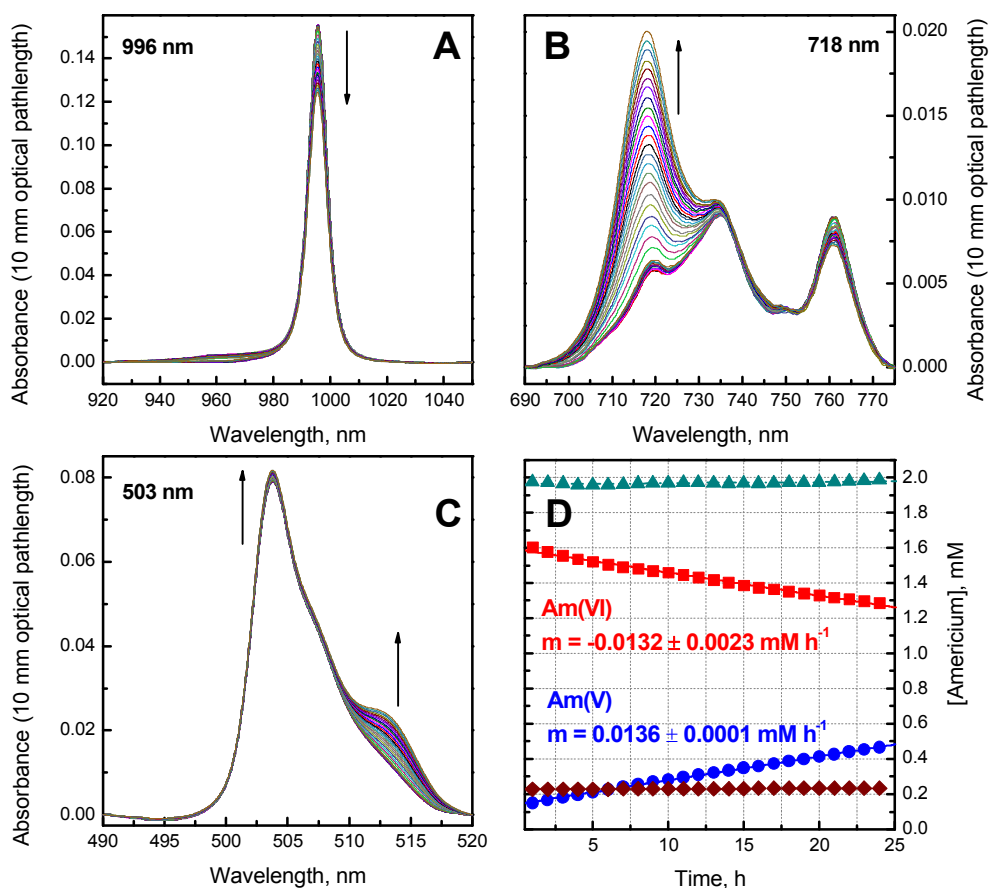 996 nm
A
Absorbance (10 mm optical pathlength)
0.14
0.12
0.10
0.08
0.06
0.04
0.02
0.00
920 940 960 980 1000 1020 1040
Wavelength, nm
B
718 nm
0.020
0.015
0.010
0.005
0.000
Absorbance (10 mm optical pathlength)
690 700 710 720 730 740 750 760 770
Wavelength, nm
503 nm
C
Absorbance (10 mm optical pathlength)
0.08
0.06
0.04
0.02
0.00
490 495 500 505 510 515 520
Wavelength, nm
D
Am(VI)
m = -0.0132 ± 0.0023 mM h⁻¹
Am(V)
m = 0.0136 ± 0.0001 mM h⁻¹
2.0
1.8
1.6
1.4
1.2
1.0
0.8
0.6
0.4
0.2
0.0
[Americium], mM
5 10 15 20 25
Time, h